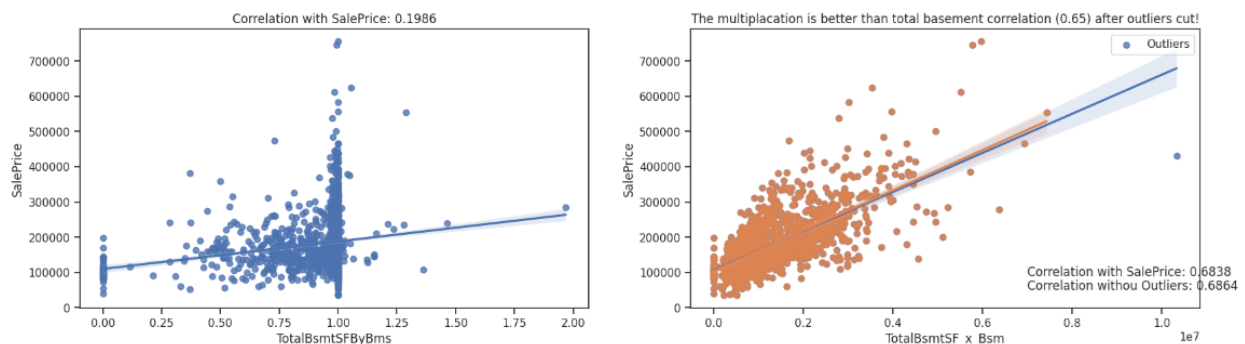 Correlation with SalePrice: 0.1986
700000
600000
500000
400000
300000
200000
100000
0
SalePrice
0.00 0.25 0.50 0.75 1.00 1.25 1.50 1.75 2.00
TotalBsmtSFByBms
The multiplacation is better than total basement correlation (0.65) after outliers cut!
Outliers
700000
600000
500000
400000
300000
200000
100000
0
SalePrice
Correlation with SalePrice: 0.6838
Correlation withou Outliers: 0.6864
0.0 0.2 0.4 0.6 0.8 1.0
1e7
TotalBsmtSF_x_Bsm